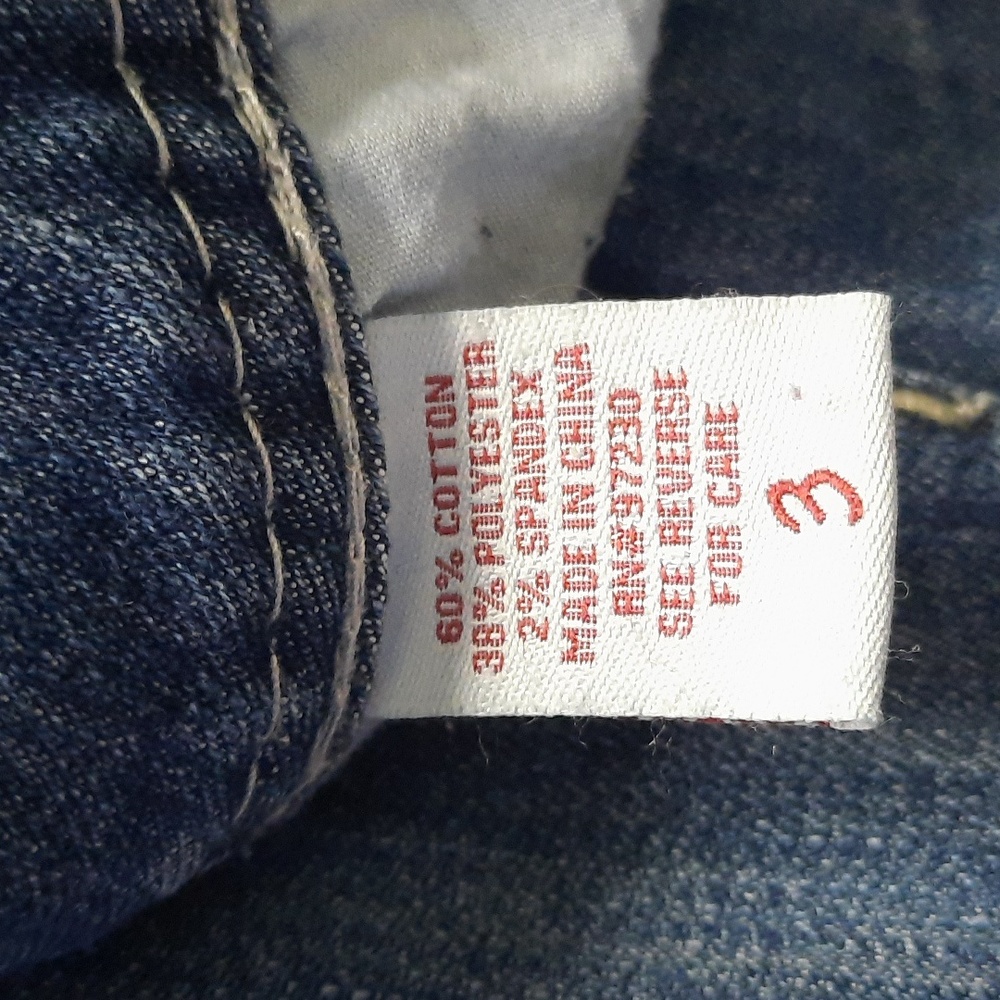 60% COTTON
38% POLYESTER
2% SPANDEX
MADE IN CHINA
RN# 97230
SEE REVERSE
FOR CARE
3